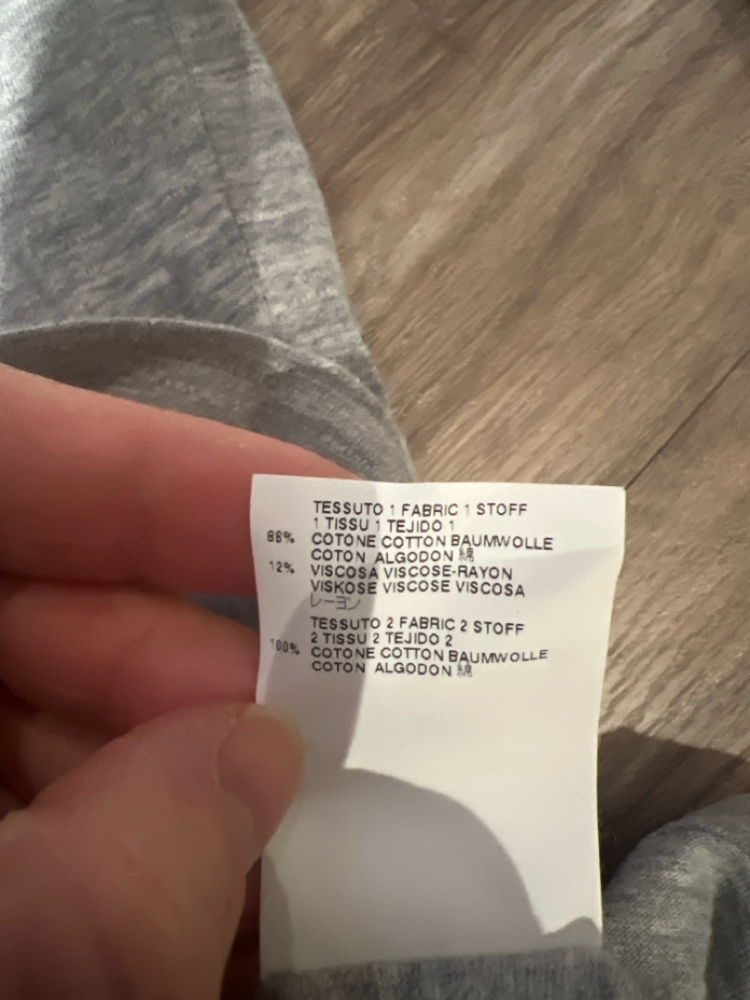 TESSUTO 1 FABRIC 1 STOFF
1 TISSU 1 TEJIDO 1
88% COTONE COTTON BAUMWOLLE
COTON ALGODON 綿
12% VISCOSA VISCOSE-RAYON
VISKOSE VISCOSE VISCOSA
レーヨン
TESSUTO 2 FABRIC 2 STOFF
2 TISSU 2 TEJIDO 2
100% COTONE COTTON BAUMWOLLE
COTON ALGODON 綿